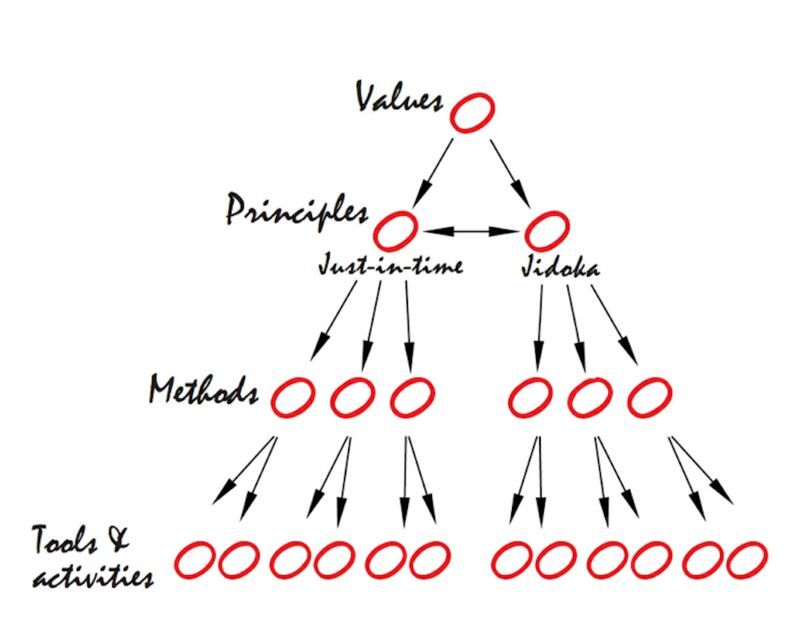 Values
Principles
Just-in-time
Jidoka
Methods
Tools &
activities